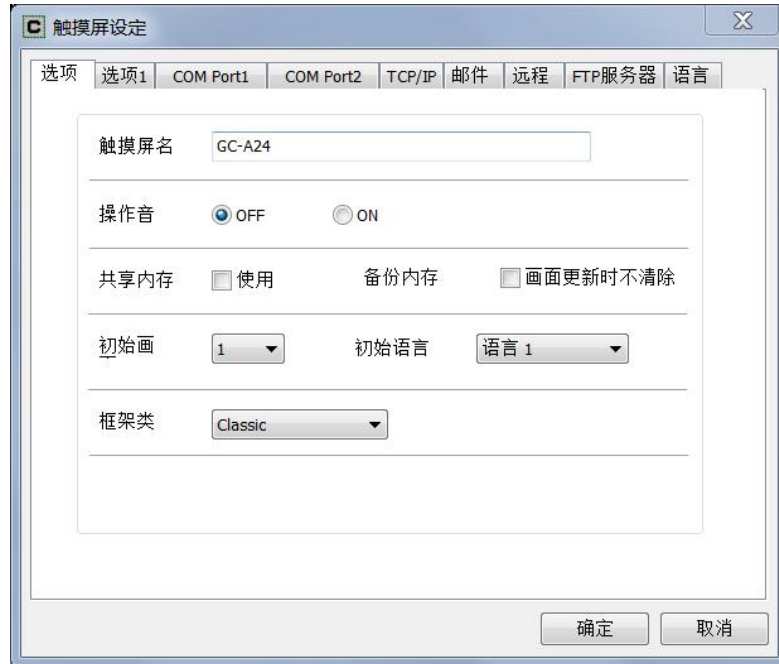 C 触摸屏设定
选项 选项1 COM Port1 COM Port2 TCP/IP 邮件 远程 FTP服务器 语言
触摸屏名 GC-A24
操作音 OFF ON
共享内存 使用 备份内存 画面更新时不清除
初始画 1 初始语言 语言 1
框架类 Classic
确定 取消